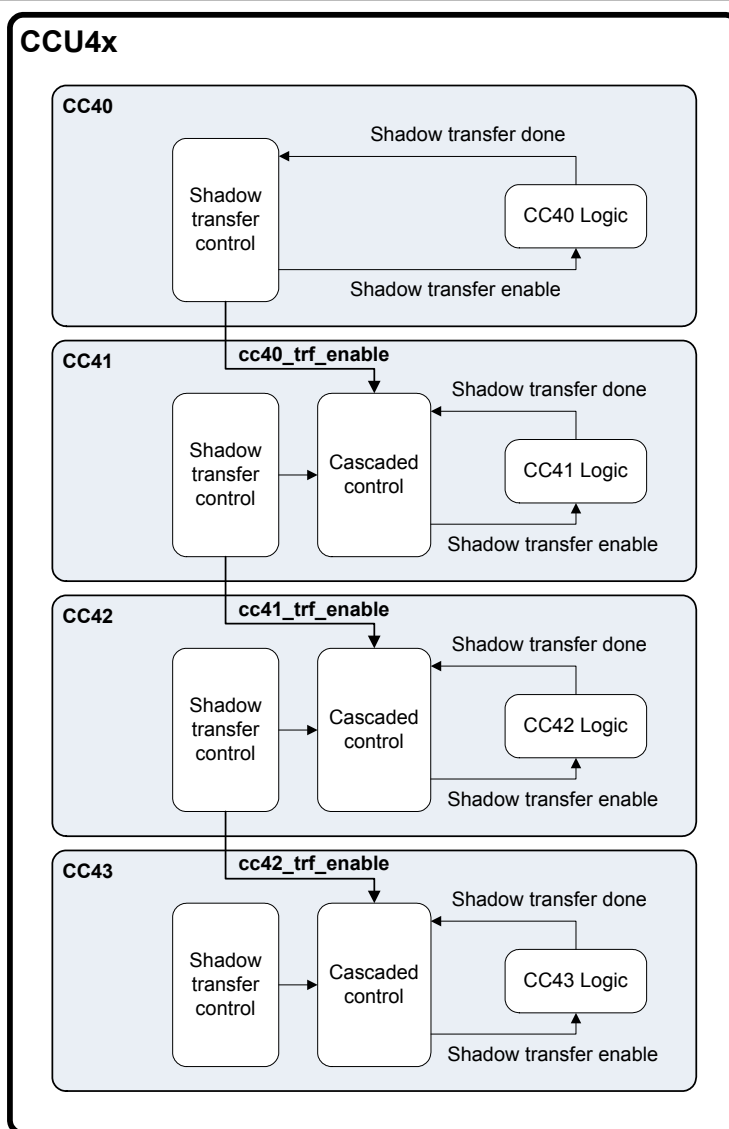 CCU4x
CC40
Shadow transfer done
Shadow
transfer
control
CC40 Logic
Shadow transfer enable
cc40_trf_enable
CC41
Shadow transfer done
Shadow
transfer
control
Cascaded
control
CC41 Logic
Shadow transfer enable
cc41_trf_enable
CC42
Shadow transfer done
Shadow
transfer
control
Cascaded
control
CC42 Logic
Shadow transfer enable
cc42_trf_enable
CC43
Shadow transfer done
Shadow
transfer
control
Cascaded
control
CC43 Logic
Shadow transfer enable